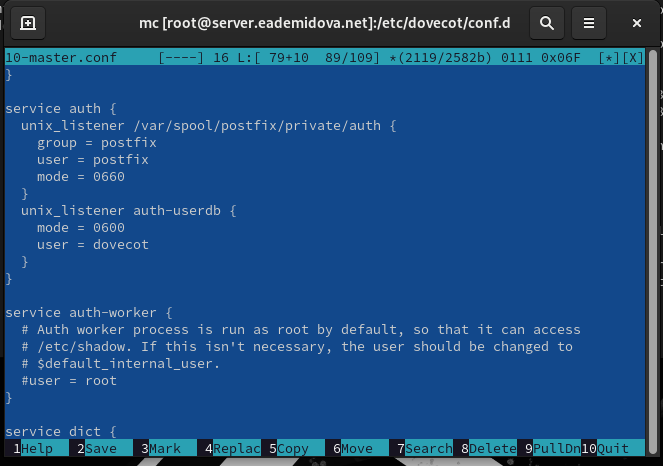 mc [root@server.eademidova.net]:/etc/dovecot/conf.d
10-master.conf     [----] 16 L:[ 79+10  89/109] *(2119/2582b) 0111 0x06F  [*][X]
}

service auth {
  unix_listener /var/spool/postfix/private/auth {
    group = postfix
    user = postfix
    mode = 0660
  }
  unix_listener auth-userdb {
    mode = 0600
    user = dovecot
  }
}

service auth-worker {
  # Auth worker process is run as root by default, so that it can access
  # /etc/shadow. If this isn't necessary, the user should be changed to
  # $default_internal_user.
  #user = root
}

service dict {
1Help  2Save  3Mark  4Replac 5Copy  6Move  7Search 8Delete 9PullDn 10Quit